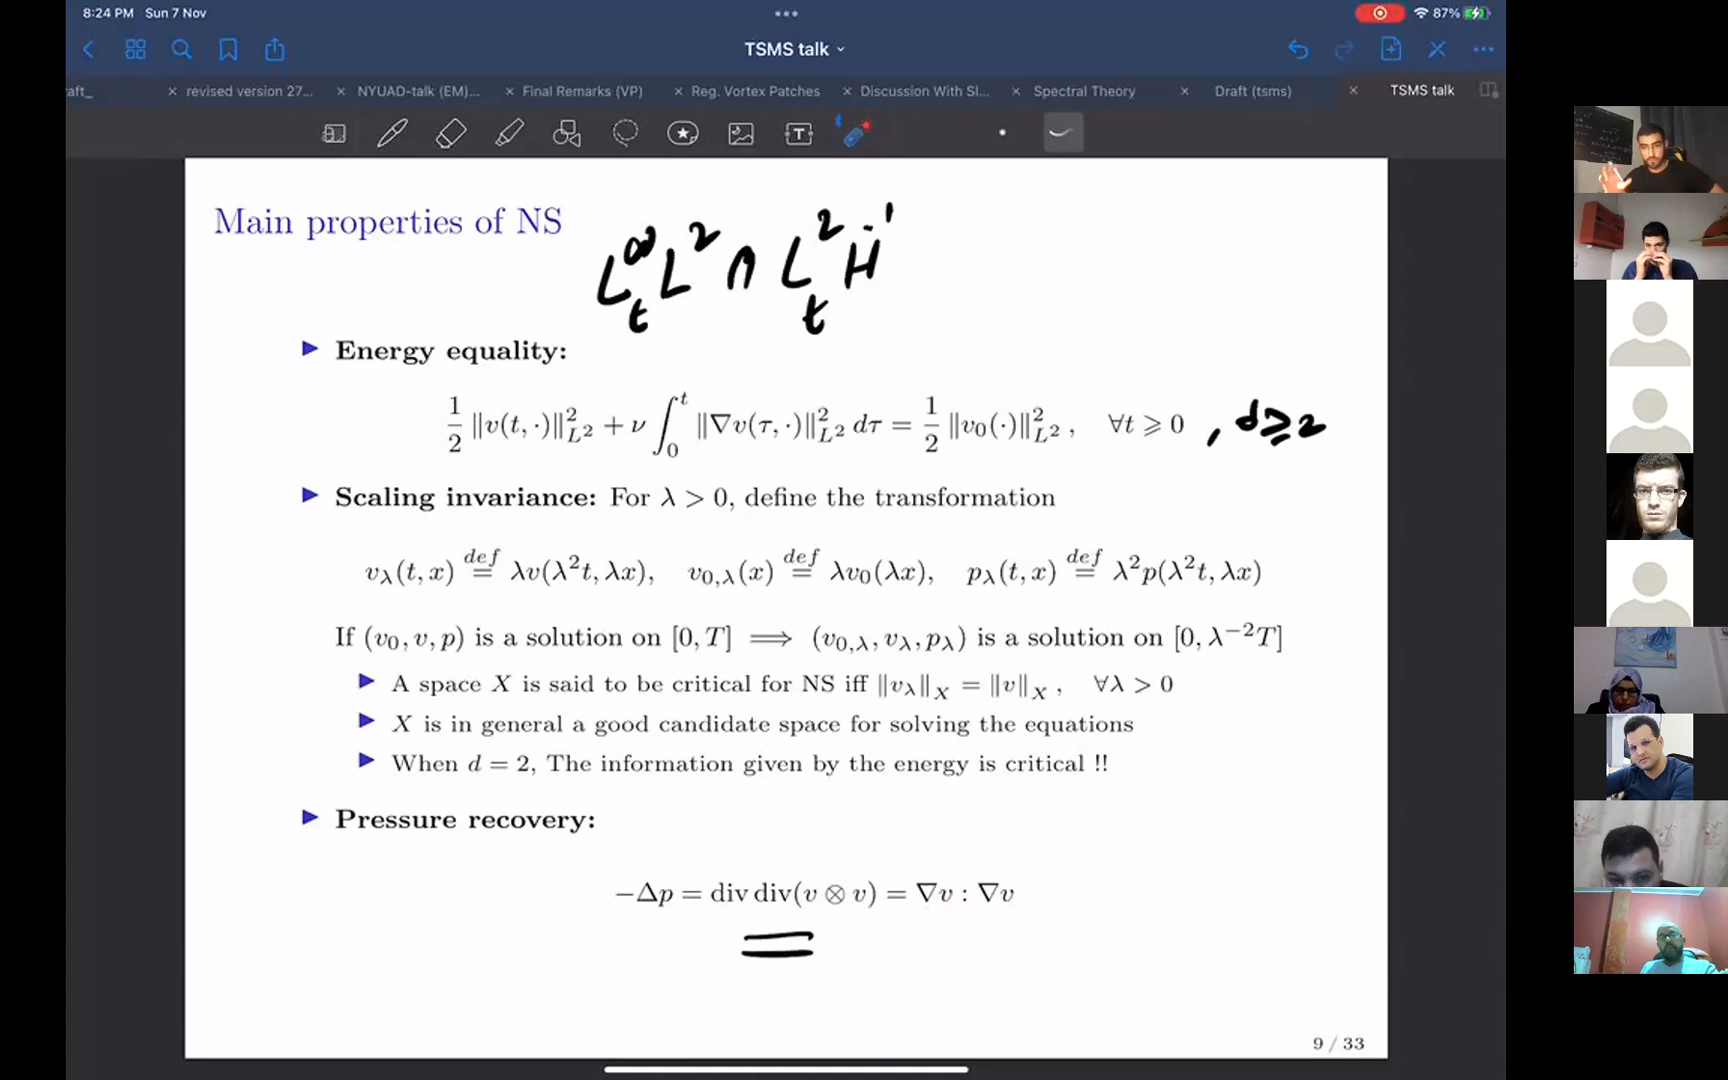 8:24 PM Sun 7 Nov
87%
TSMS talk
aft_ × revised version 27... × NYUAD-talk (EM)... × Final Remarks (VP) × Reg. Vortex Patches × Discussion With Sl... × Spectral Theory × Draft (tsms) × TSMS talk
Main properties of NS
L^∞_t L^2 ∩ L^2_t Ḣ^1
▶ Energy equality:
1/2 ‖v(t, ·)‖²_{L²} + ν ∫_0^t ‖∇v(τ, ·)‖²_{L²} dτ = 1/2 ‖v₀(·)‖²_{L²}, ∀t ⩾ 0 , d ⩾ 2
▶ Scaling invariance: For λ > 0, define the transformation
v_λ(t, x) =^{def} λv(λ²t, λx), v_{0,λ}(x) =^{def} λv₀(λx), p_λ(t, x) =^{def} λ²p(λ²t, λx)
If (v₀, v, p) is a solution on [0, T] ⟹ (v_{0,λ}, v_λ, p_λ) is a solution on [0, λ⁻²T]
▶ A space X is said to be critical for NS iff ‖v_λ‖_X = ‖v‖_X , ∀λ > 0
▶ X is in general a good candidate space for solving the equations
▶ When d = 2, The information given by the energy is critical !!
▶ Pressure recovery:
−Δp = div div(v ⊗ v) = ∇v : ∇v
9 / 33